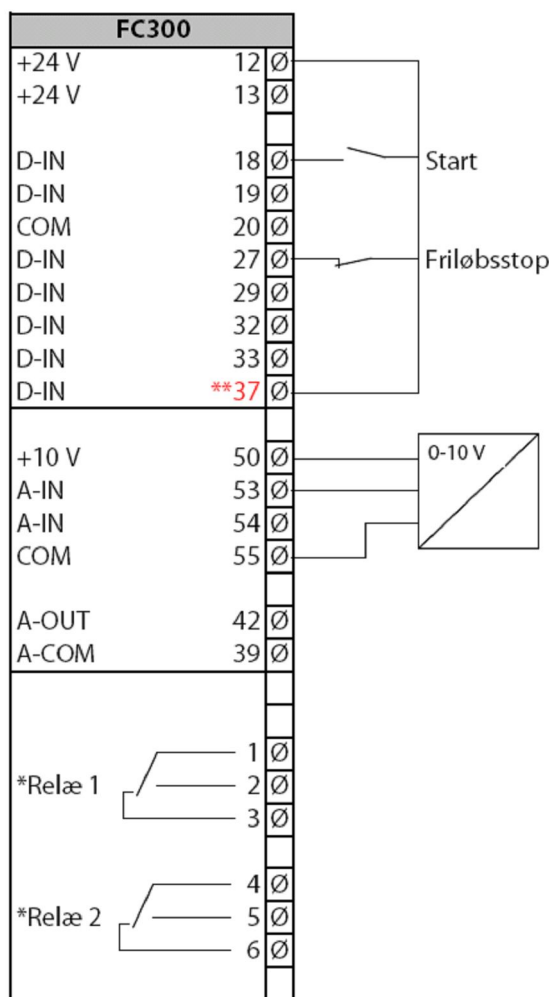 FC300
+24 V 12
+24 V 13
D-IN 18 Start
D-IN 19
COM 20
D-IN 27 Friløbsstop
D-IN 29
D-IN 32
D-IN 33
D-IN **37
+10 V 50 0-10 V
A-IN 53
A-IN 54
COM 55
A-OUT 42
A-COM 39
1
*Relæ 1 2
3
4
*Relæ 2 5
6